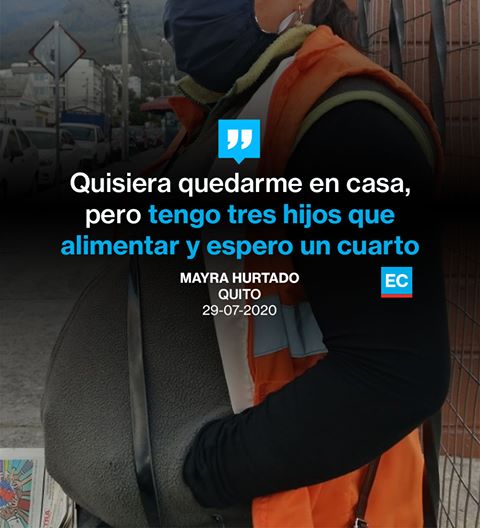 Quisiera quedarme en casa,
pero tengo tres hijos que
alimentar y espero un cuarto
MAYRA HURTADO
EC
QUITO
29-07-2020